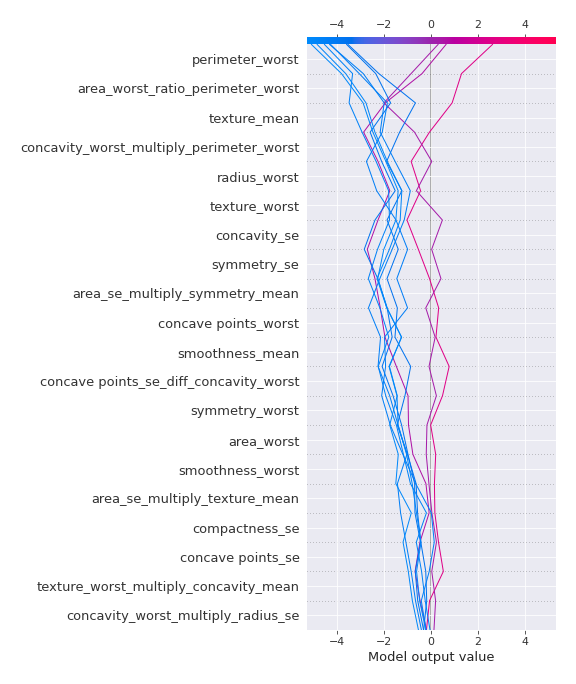 −4 −2 0 2 4
perimeter_worst
area_worst_ratio_perimeter_worst
texture_mean
concavity_worst_multiply_perimeter_worst
radius_worst
texture_worst
concavity_se
symmetry_se
area_se_multiply_symmetry_mean
concave points_worst
smoothness_mean
concave points_se_diff_concavity_worst
symmetry_worst
area_worst
smoothness_worst
area_se_multiply_texture_mean
compactness_se
concave points_se
texture_worst_multiply_concavity_mean
concavity_worst_multiply_radius_se
−4 −2 0 2 4
Model output value